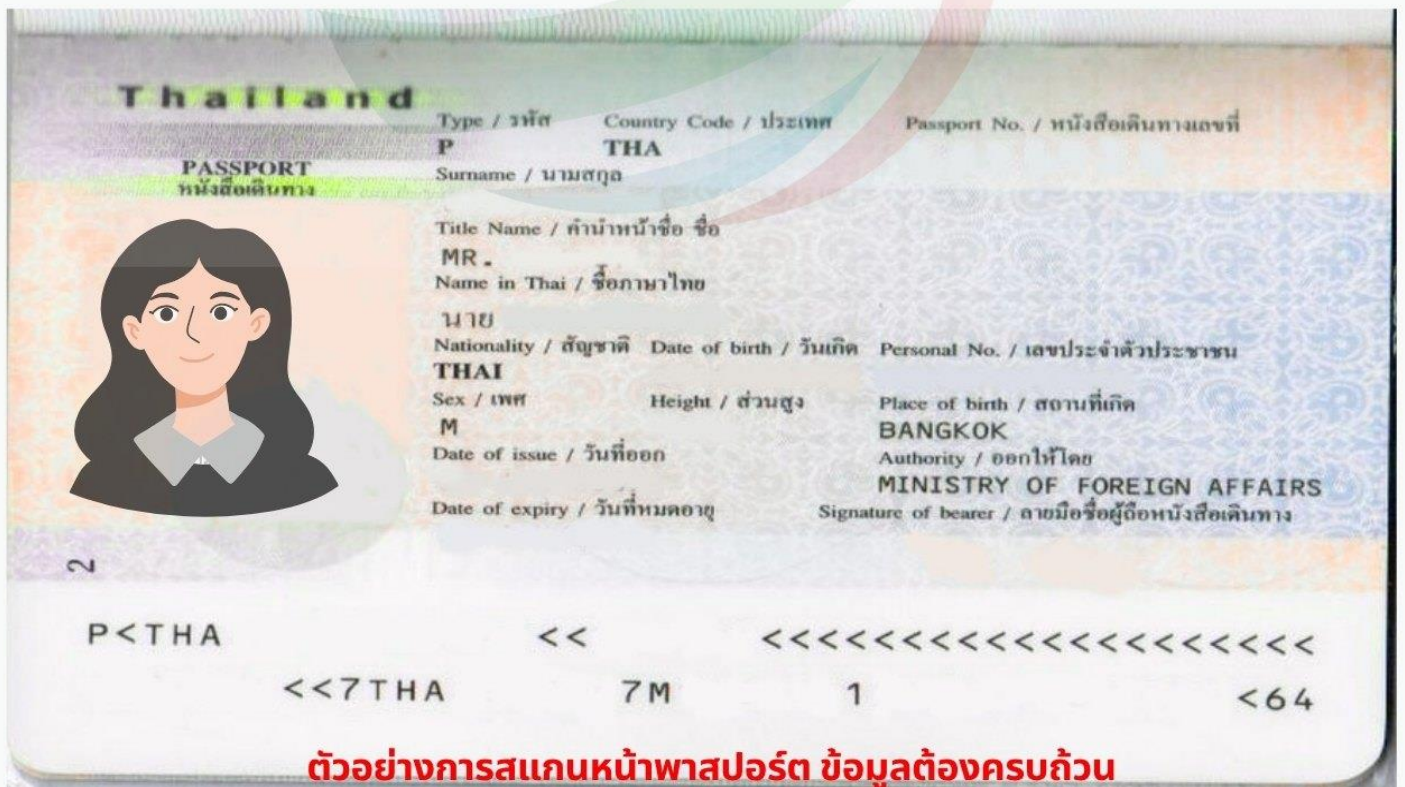 Thailand
Type / รหัส Country Code / ประเทศ Passport No. / หนังสือเดินทางเลขที่
P THA
PASSPORT
หนังสือเดินทาง
Surname / นามสกุล
Title Name / คำนำหน้าชื่อ ชื่อ
MR.
Name in Thai / ชื่อภาษาไทย
นาย
Nationality / สัญชาติ Date of birth / วันเกิด Personal No. / เลขประจำตัวประชาชน
THAI
Sex / เพศ Height / ส่วนสูง Place of birth / สถานที่เกิด
M BANGKOK
Date of issue / วันที่ออก Authority / ออกให้โดย
MINISTRY OF FOREIGN AFFAIRS
Date of expiry / วันที่หมดอายุ Signature of bearer / ลายมือชื่อผู้ถือหนังสือเดินทาง
2
P<THA << <<<<<<<<<<<<<<<<<<<<
<<7THA 7M 1 <64
ตัวอย่างการสแกนหน้าพาสปอร์ต ข้อมูลต้องครบถ้วน